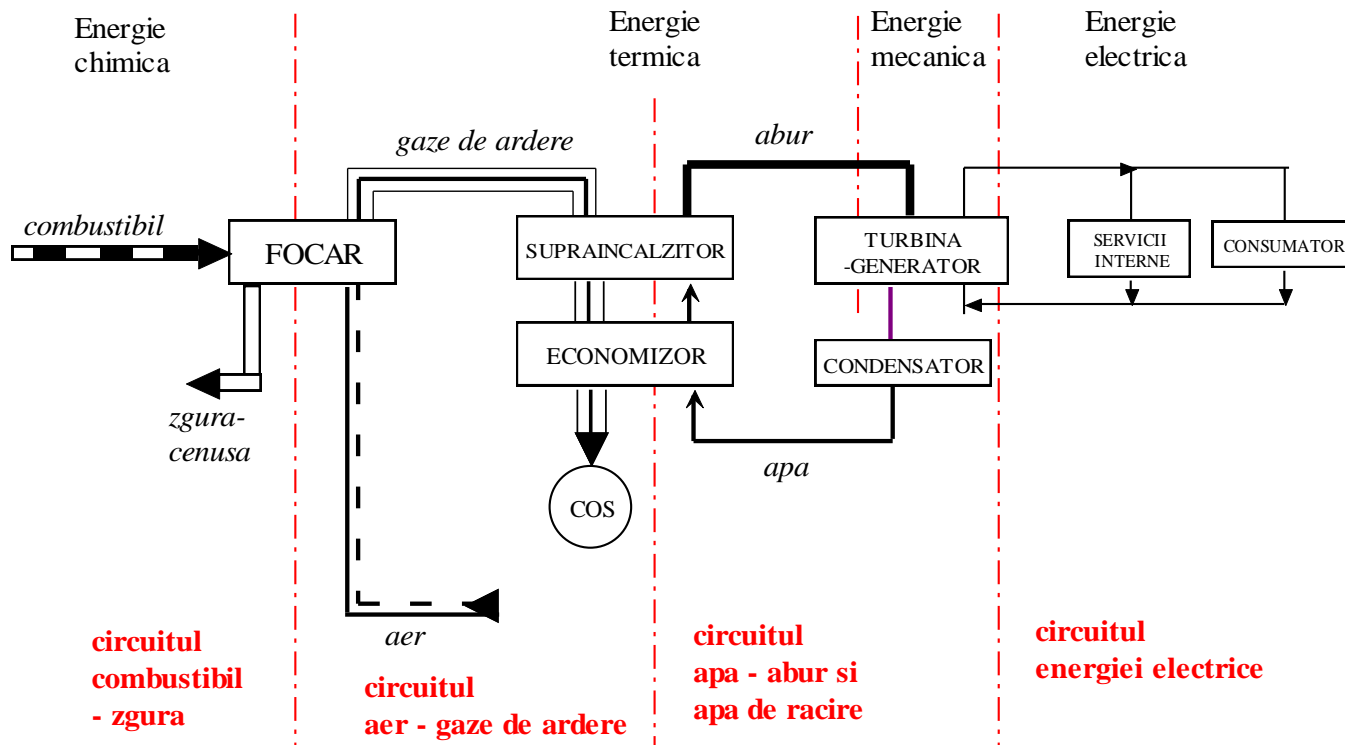 Energie
chimica
Energie
termica
Energie
mecanica
Energie
electrica
gaze de ardere
abur
combustibil
FOCAR
SUPRAINCALZITOR
TURBINA
-GENERATOR
SERVICII
INTERNE
CONSUMATOR
ECONOMIZOR
CONDENSATOR
zgura-
cenusa
apa
COS
aer
circuitul
combustibil
- zgura
circuitul
aer - gaze de ardere
circuitul
apa - abur si
apa de racire
circuitul
energiei electrice